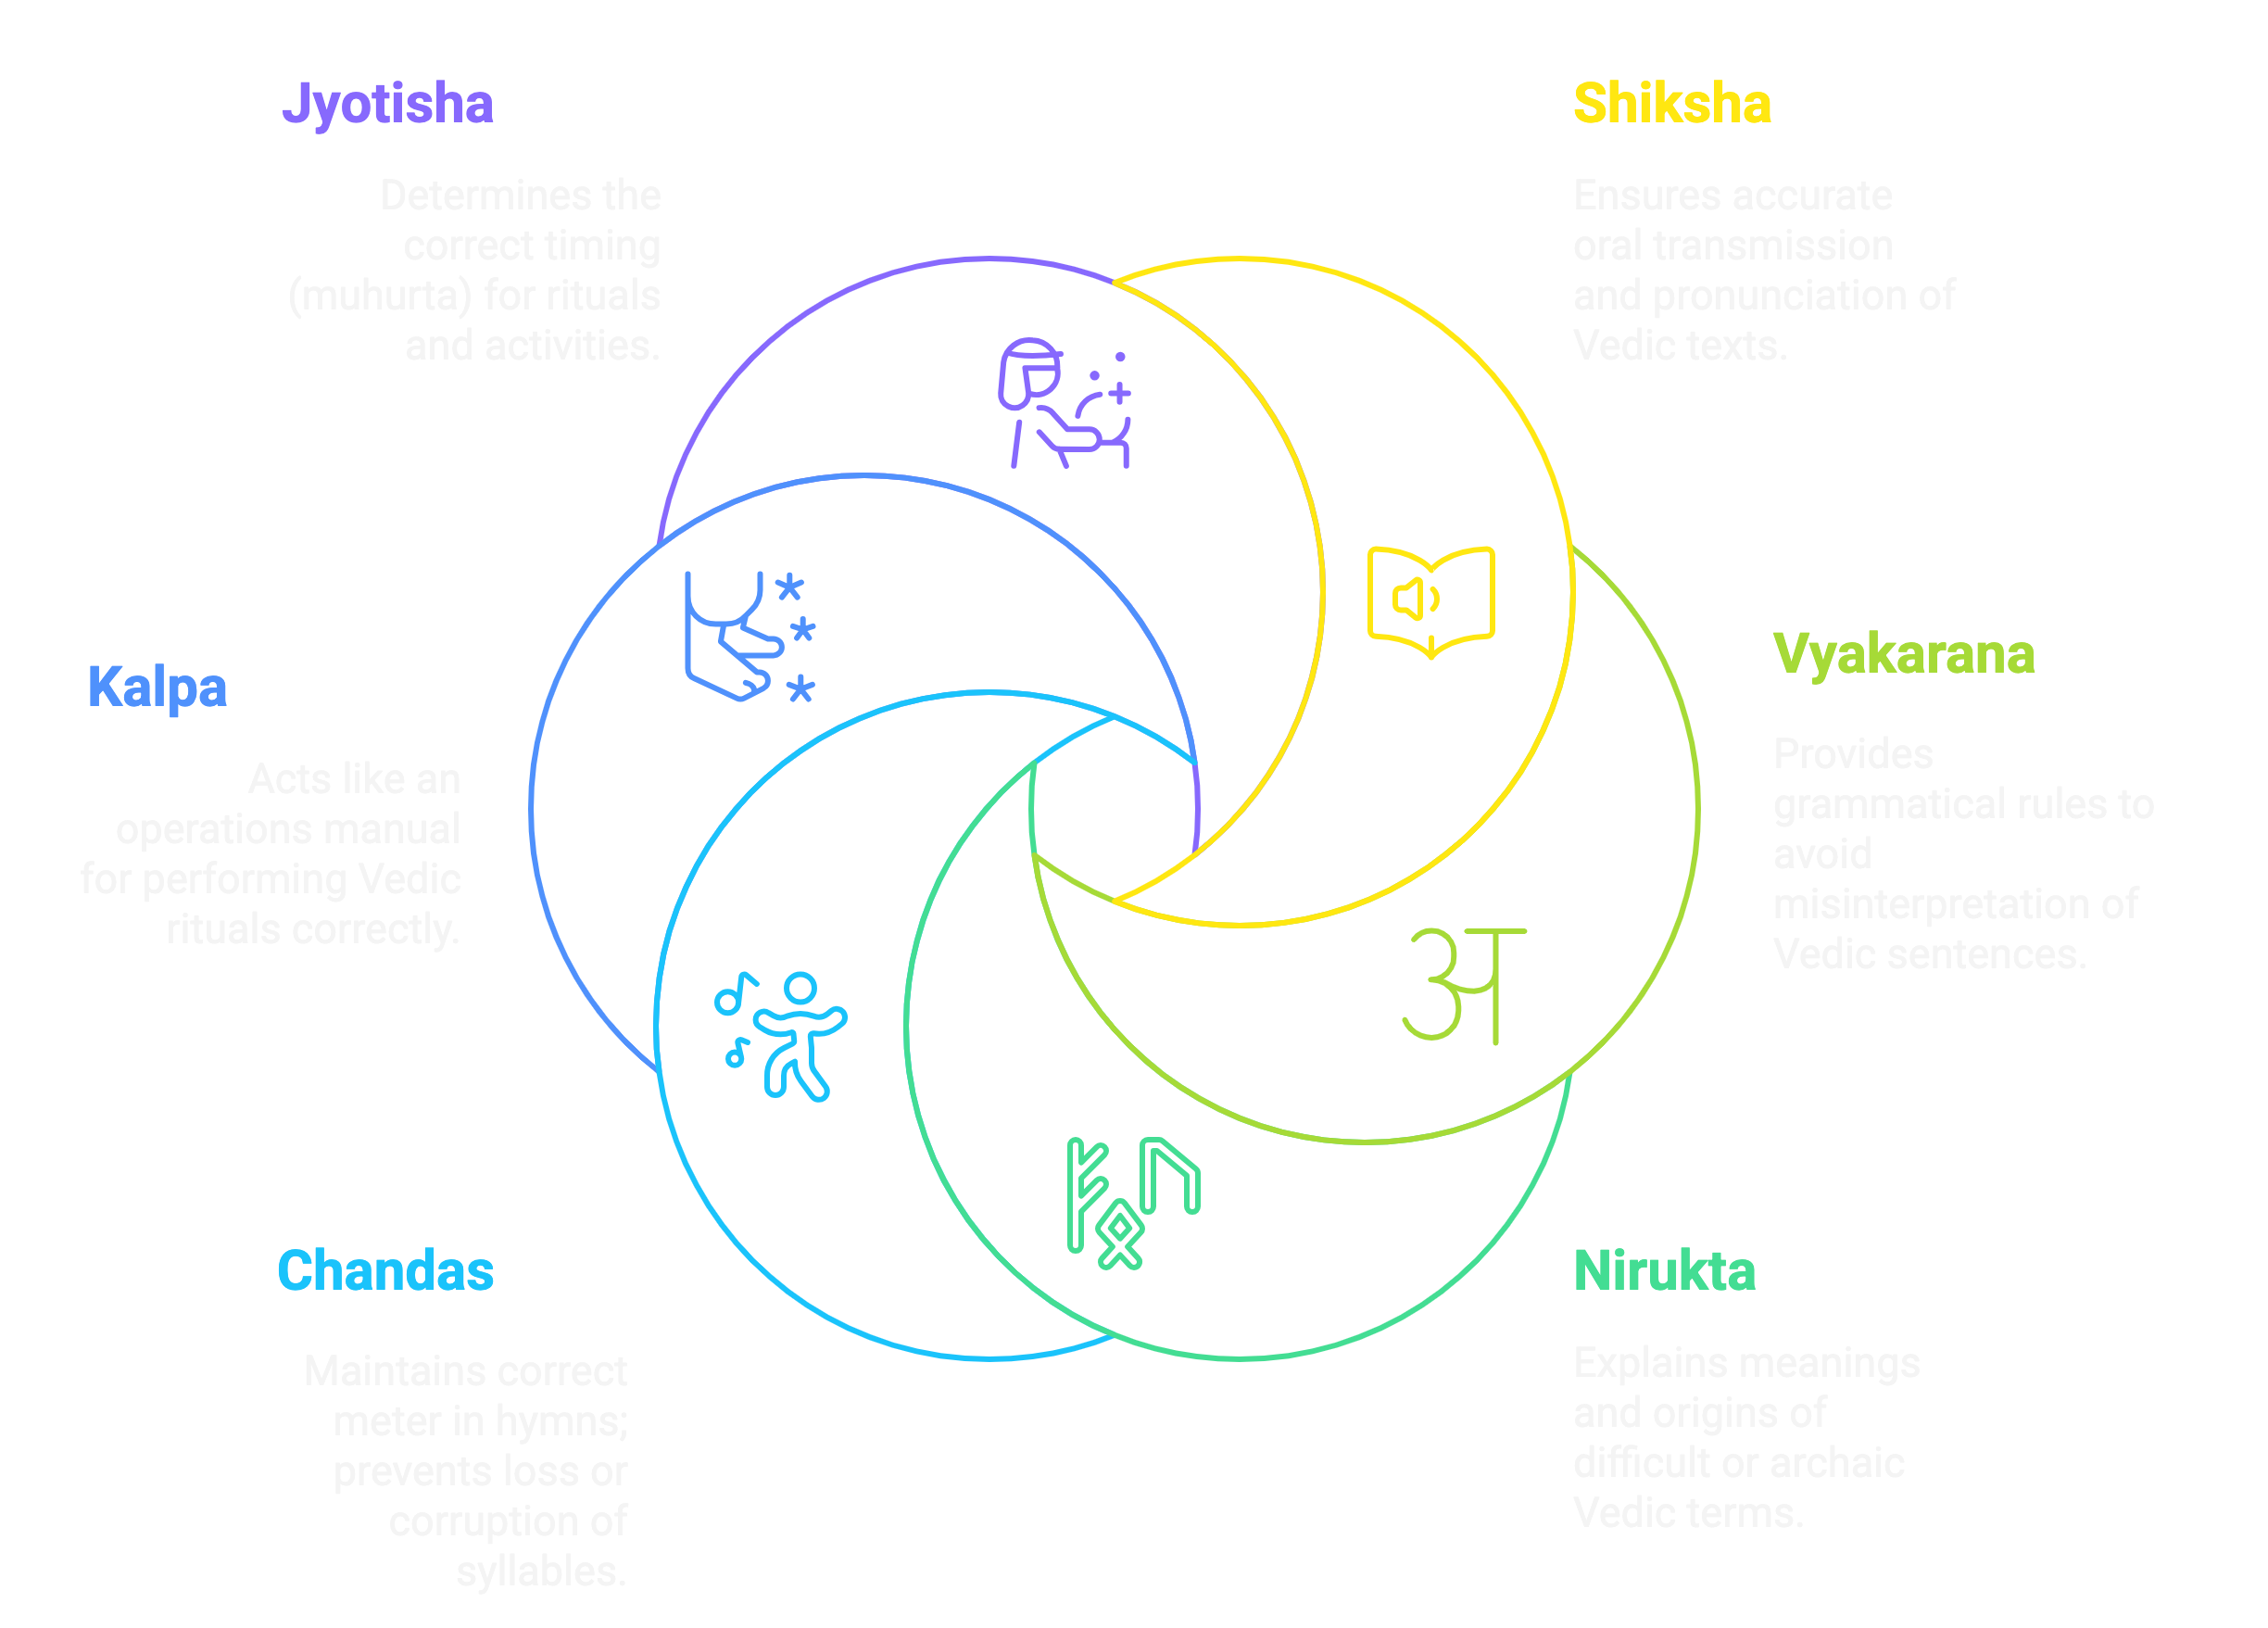 Jyotisha
Determines the
correct timing
(muhurta) for rituals
and activities.
Shiksha
Ensures accurate
oral transmission
and pronunciation of
Vedic texts.
Kalpa
Acts like an
operations manual
for performing Vedic
rituals correctly.
Vyakarana
Provides
grammatical rules to
avoid
misinterpretation of
Vedic sentences.
अ
Chandas
Maintains correct
meter in hymns;
prevents loss or
corruption of
syllables.
Nirukta
Explains meanings
and origins of
difficult or archaic
Vedic terms.